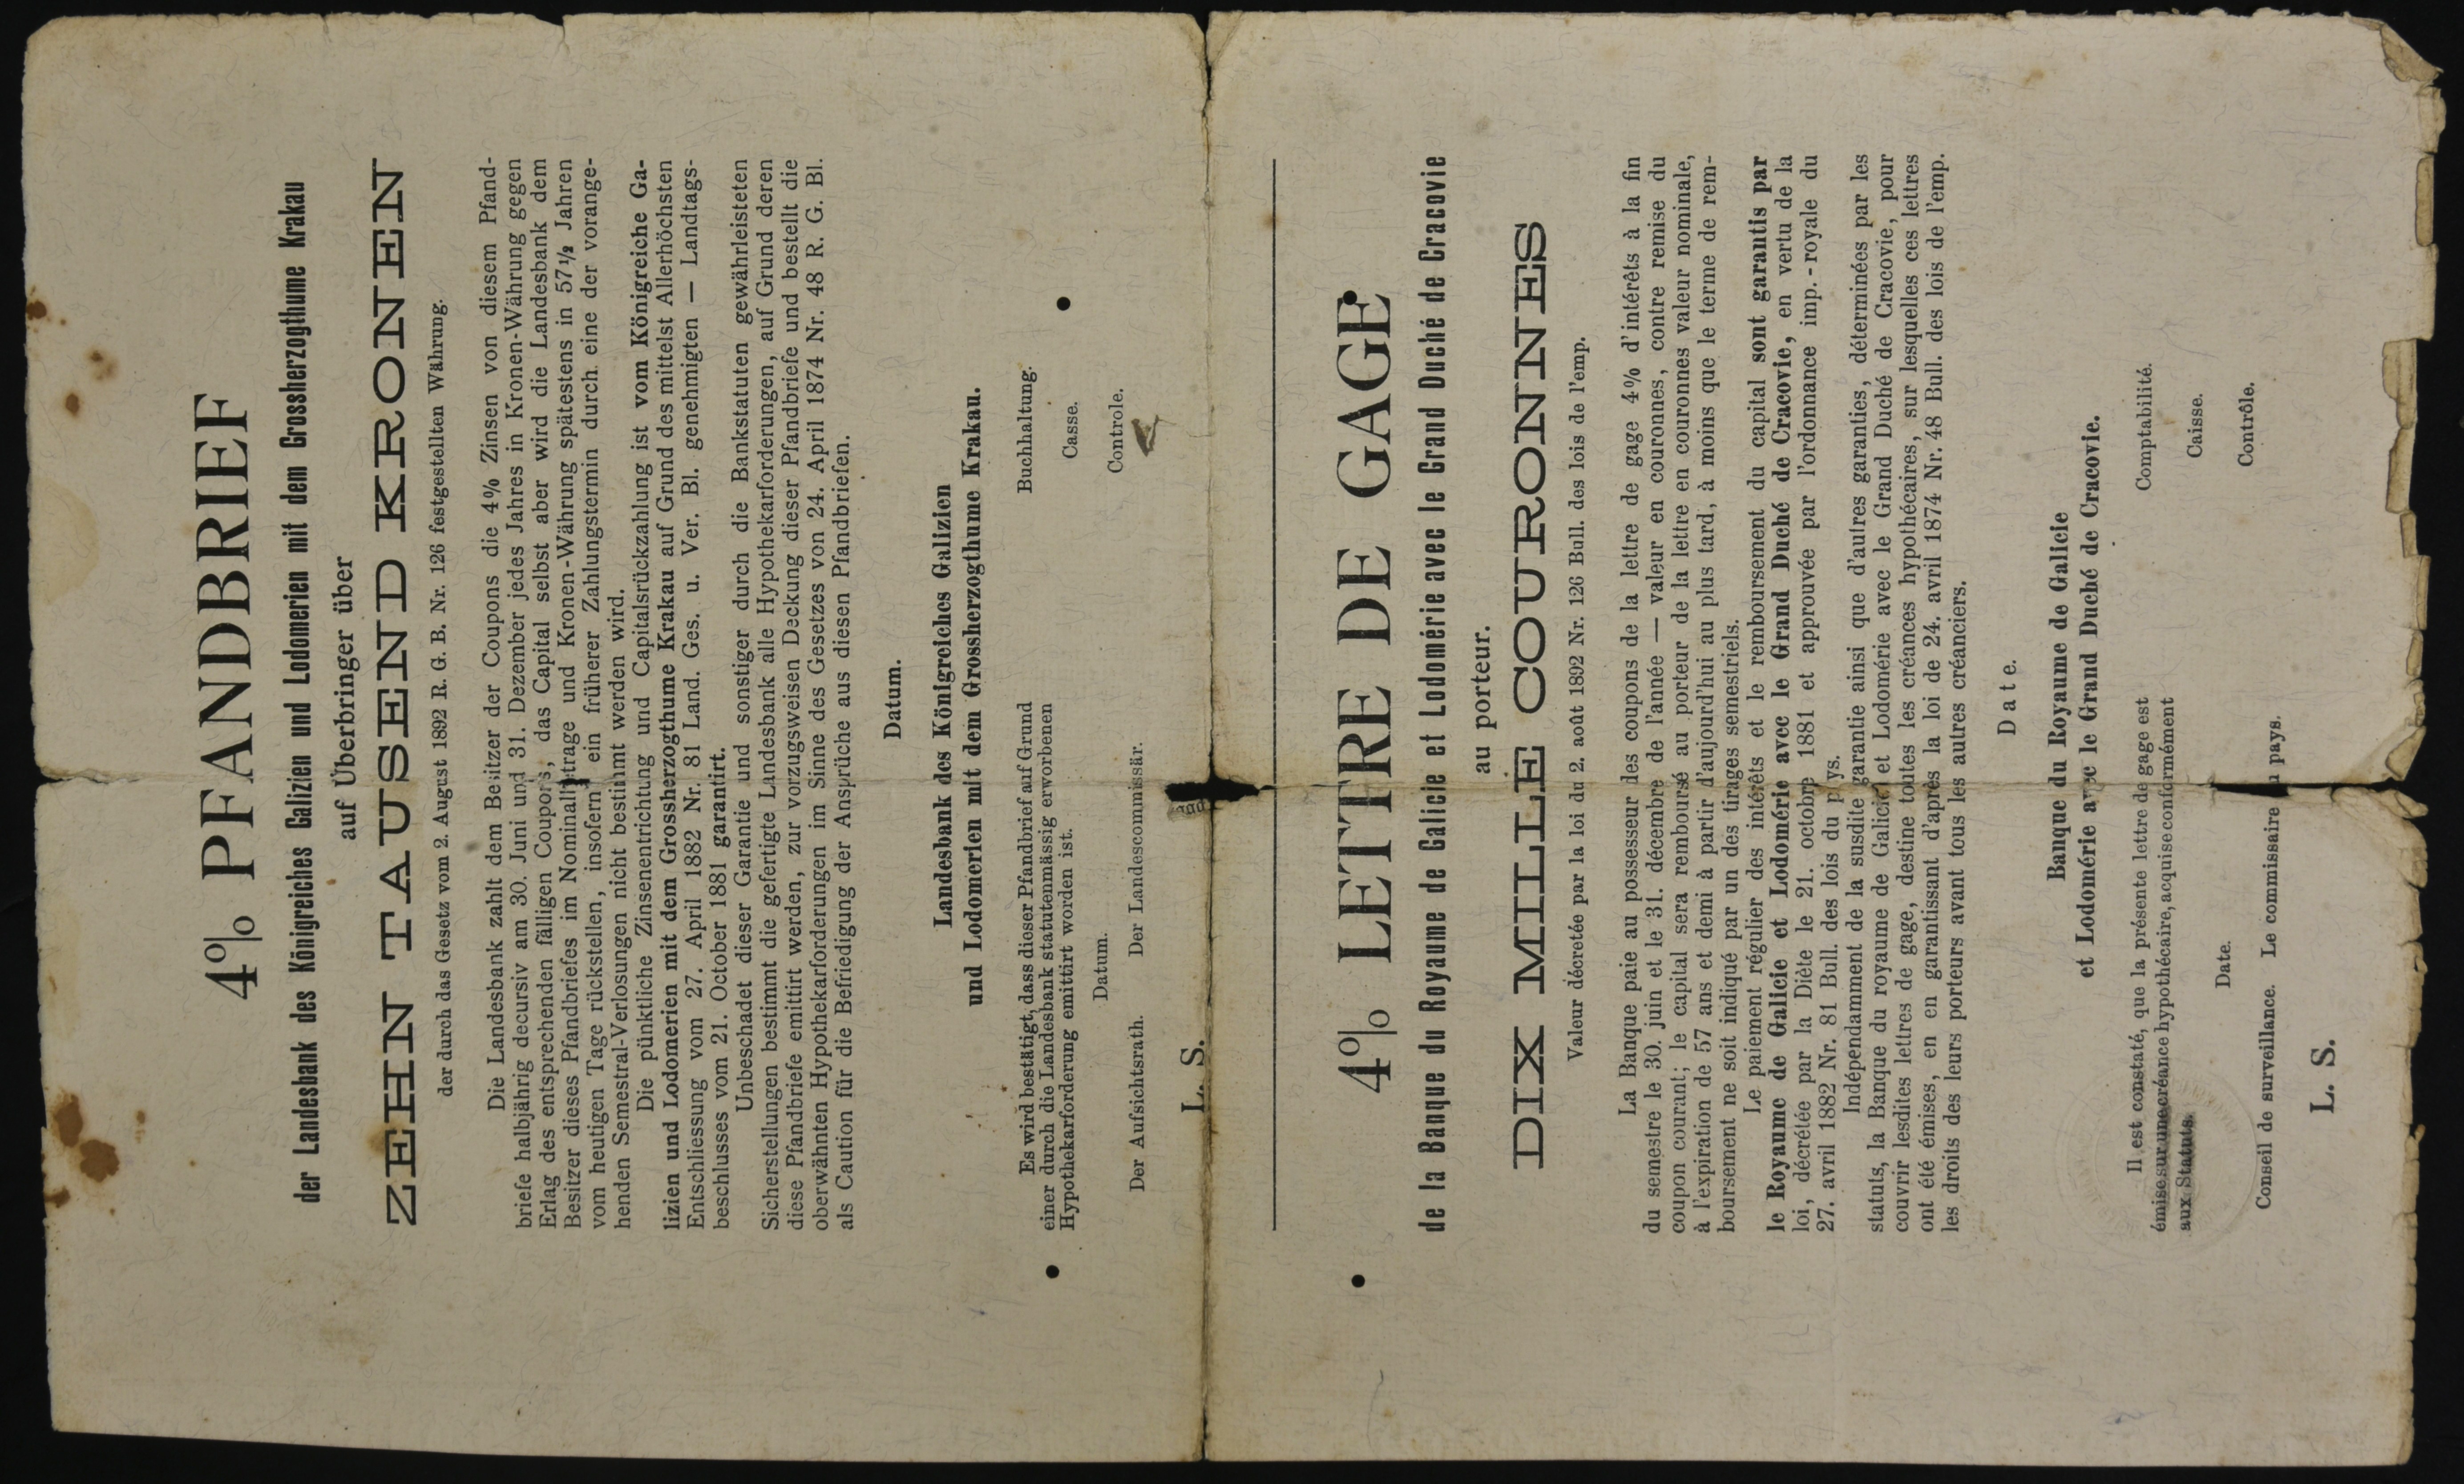 4% PFANDBRIEF
der Landesbank des Königreiches Galizien und Lodomerien mit dem Grossherzogthume Krakau
auf Überbringer über
ZEHN TAUSEND KRONEN
der durch das Gesetz vom 2. August 1892 R. G. B. Nr. 126 festgestellten Währung.
Die Landesbank zahlt dem Besitzer der Coupons die 4% Zinsen von diesem Pfand-
briefe halbjährig decursiv am 30. Juni und 31. Dezember jedes Jahres in Kronen-Währung gegen
Erlag des entsprechenden fälligen Coupons, das Capital selbst aber wird die Landesbank dem
Besitzer dieses Pfandbriefes im Nominalbetrage und Kronen-Währung spätestens in 57½ Jahren
vom heutigen Tage rückstellen, insofern ein früherer Zahlungstermin durch eine der vorange-
henden Semestral-Verlosungen nicht bestimmt werden wird.
Die pünktliche Zinsenentrichtung und Capitalsrückzahlung ist vom Königreiche Ga-
lizien und Lodomerien mit dem Grossherzogthume Krakau auf Grund des mittelst Allerhöchsten
Entschliessung vom 27. April 1882 Nr. 81 Land. Ges. u. Ver. Bl. genehmigten — Landtags-
beschlusses vom 21. October 1881 garantirt.
Unbeschadet dieser Garantie und sonstiger durch die Bankstatuten gewährleisteten
Sicherstellungen bestimmt die gefertigte Landesbank alle Hypothekarforderungen, auf Grund deren
diese Pfandbriefe emittirt werden, zur vorzugsweisen Deckung dieser Pfandbriefe und bestellt die
oberwähnten Hypothekarforderungen im Sinne des Gesetzes von 24. April 1874 Nr. 48 R. G. Bl.
als Caution für die Befriedigung der Ansprüche aus diesen Pfandbriefen.
Datum.
Landesbank des Königreiches Galizien
und Lodomerien mit dem Grossherzogthume Krakau.
Es wird bestätigt, dass dieser Pfandbrief auf Grund
einer durch die Landesbank statutenmässig erworbenen
Hypothekarforderung emittirt worden ist.
Buchhaltung.
Casse.
Datum.
Controle.
Der Aufsichtsrath. Der Landescommissär.
L. S.
4% LETTRE DE GAGE
de la Banque du Royaume de Galicie et Lodomérie avec le Grand Duché de Cracovie
au porteur.
DIX MILLE COURONNES
Valeur décretée par la loi du 2. août 1892 Nr. 126 Bull. des lois de l'emp.
La Banque paie au possesseur des coupons de la lettre de gage 4% d'intérêts à la fin
du semestre le 30. juin et le 31. décembre de l'année — valeur en couronnes, contre remise du
coupon courant; le capital sera remboursé au porteur de la lettre en couronnes valeur nominale,
à l'expiration de 57 ans et demi à partir d'aujourd'hui au plus tard, à moins que le terme de rem-
boursement ne soit indiqué par un des tirages semestriels.
Le paiement régulier des intérêts et le remboursement du capital sont garantis par
le Royaume de Galicie et Lodomérie avec le Grand Duché de Cracovie, en vertu de la
loi, décrétée par la Diète le 21. octobre 1881 et approuvée par l'ordonnance imp.-royale du
27. avril 1882 Nr. 81 Bull. des lois du p ys.
Indépendamment de la susdite garantie ainsi que d'autres garanties, déterminées par les
statuts, la Banque du royaume de Galicie et Lodomérie avec le Grand Duché de Cracovie, pour
couvrir lesdites lettres de gage, destine toutes les créances hypothécaires, sur lesquelles ces lettres
ont été émises, en en garantissant d'après la loi de 24. avril 1874 Nr. 48 Bull. des lois de l'emp.
les droits des leurs porteurs avant tous les autres créanciers.
Date.
Banque du Royaume de Galicie
et Lodomérie avec le Grand Duché de Cracovie.
Il est constaté, que la présente lettre de gage est
émise sur une créance hypothécaire, acquise conformément
aux Statuts.
Comptabilité.
Caisse.
Date.
Contrôle.
Conseil de surveillance. Le commissaire u pays.
L. S.